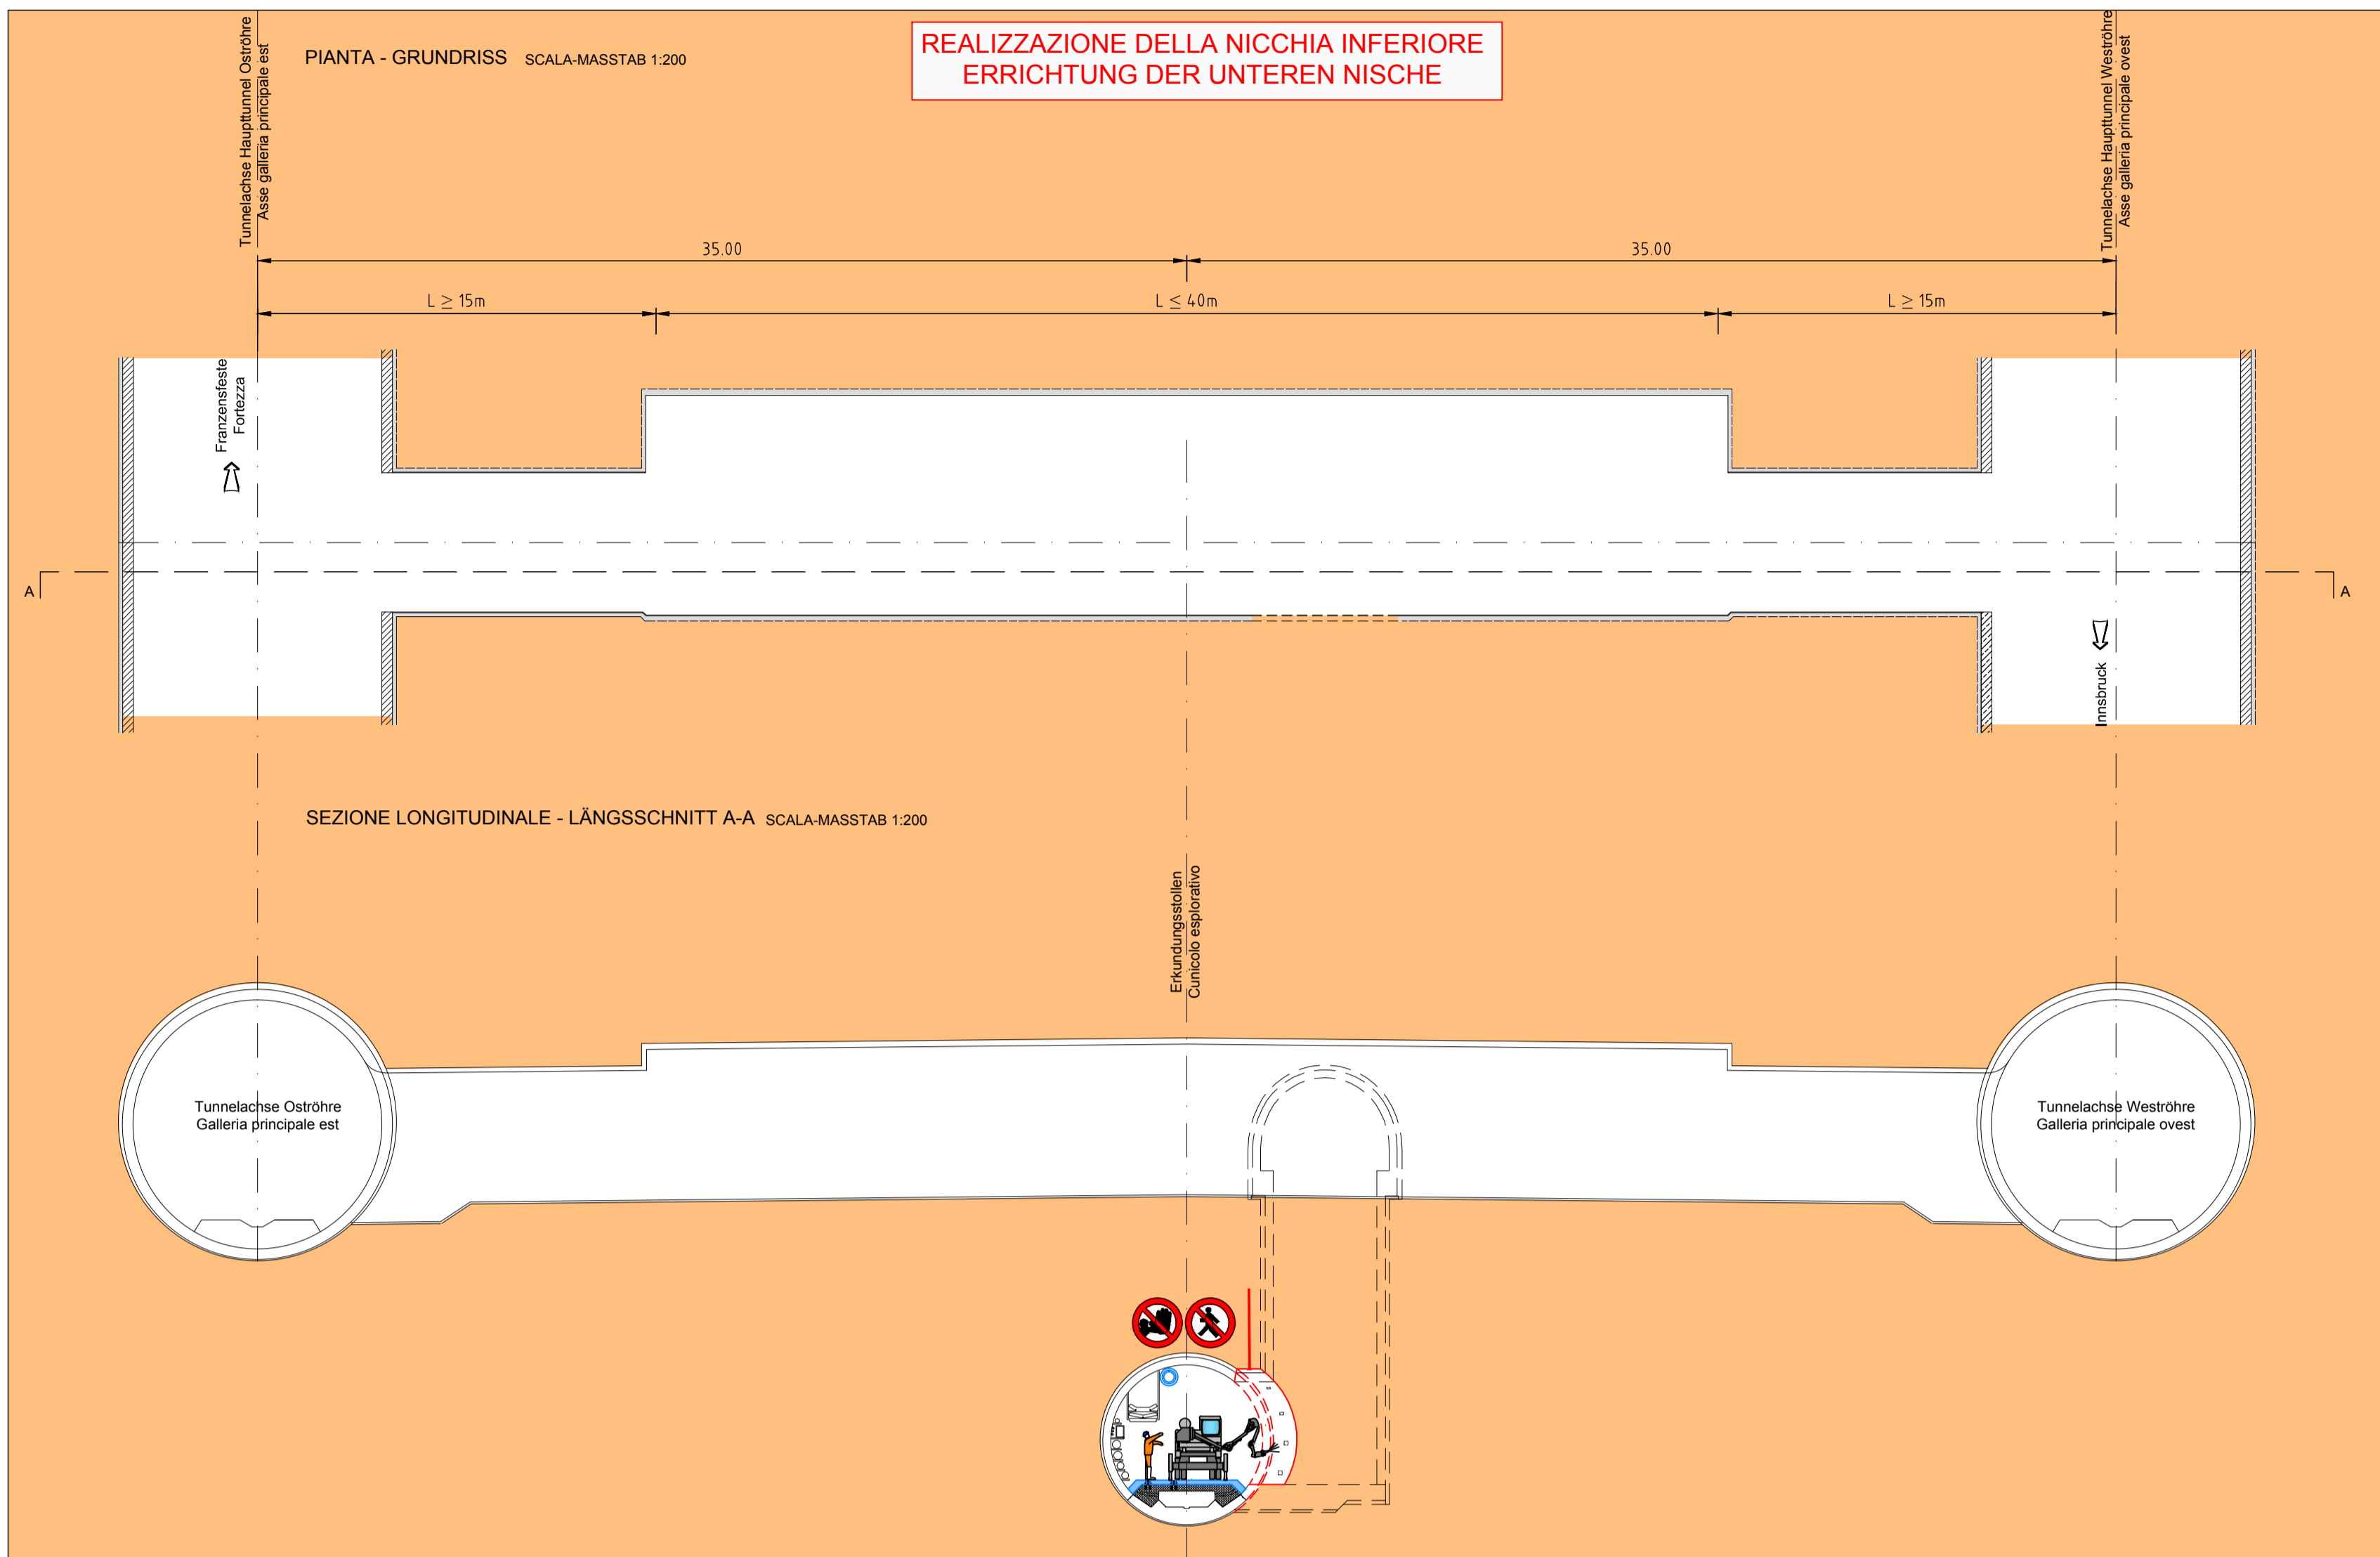 REALIZZAZIONE DELLA NICCHIA INFERIORE
ERRICHTUNG DER UNTEREN NISCHE
PIANTA - GRUNDRISS SCALA-MASSTAB 1:200
Tunnelachse Haupttunnel Oströhre
Asse galleria principale est
Tunnelachse Haupttunnel Weströhre
Asse galleria principale ovest
35.00
35.00
L ≥ 15m
L ≤ 40m
L ≥ 15m
Franzensfeste
Fortezza
A
A
Innsbruck
SEZIONE LONGITUDINALE - LÄNGSSCHNITT A-A SCALA-MASSTAB 1:200
Erkundungsstollen
Cunicolo esplorativo
Tunnelachse Oströhre
Galleria principale est
Tunnelachse Weströhre
Galleria principale ovest